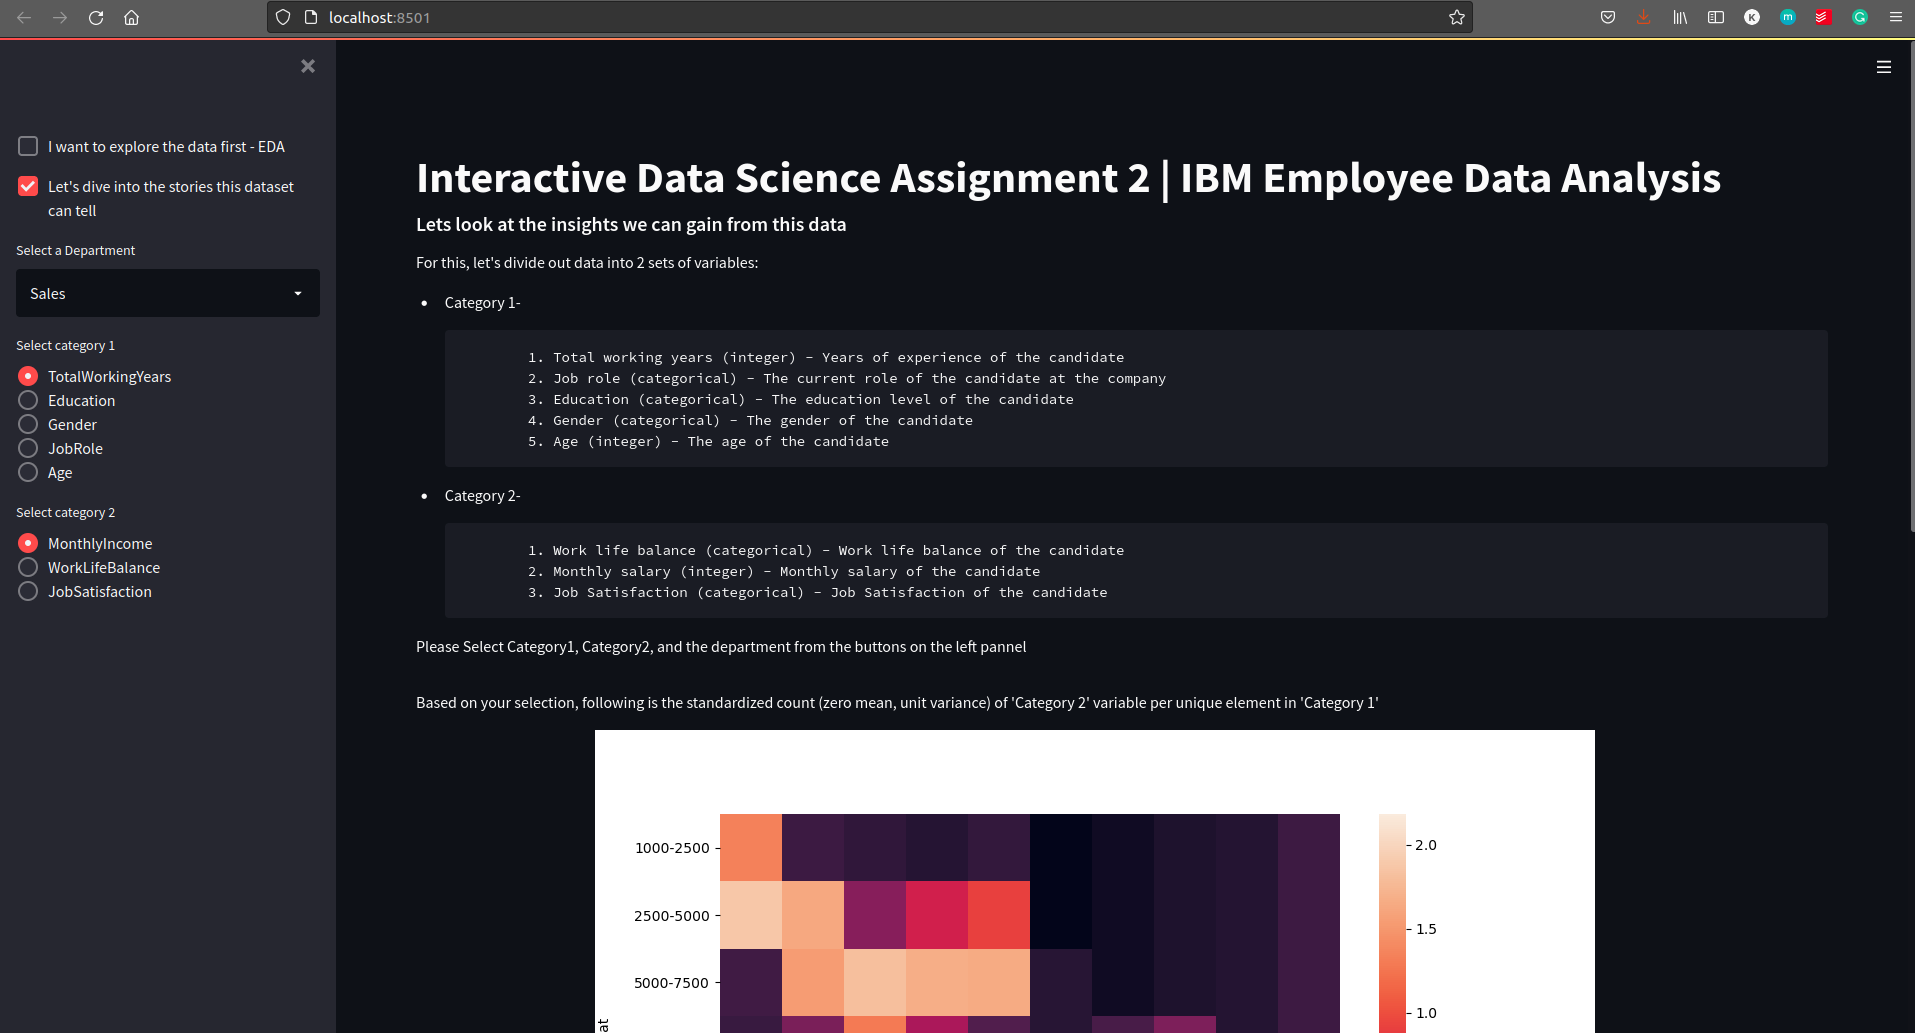 localhost:8501
I want to explore the data first - EDA
Let's dive into the stories this dataset
can tell
Select a Department
Sales
Select category 1
TotalWorkingYears
Education
Gender
JobRole
Age
Select category 2
MonthlyIncome
WorkLifeBalance
JobSatisfaction
Interactive Data Science Assignment 2 | IBM Employee Data Analysis
Lets look at the insights we can gain from this data
For this, let's divide out data into 2 sets of variables:
• Category 1-
1. Total working years (integer) – Years of experience of the candidate
2. Job role (categorical) – The current role of the candidate at the company
3. Education (categorical) – The education level of the candidate
4. Gender (categorical) – The gender of the candidate
5. Age (integer) – The age of the candidate
• Category 2-
1. Work life balance (categorical) – Work life balance of the candidate
2. Monthly salary (integer) – Monthly salary of the candidate
3. Job Satisfaction (categorical) – Job Satisfaction of the candidate
Please Select Category1, Category2, and the department from the buttons on the left pannel
Based on your selection, following is the standardized count (zero mean, unit variance) of 'Category 2' variable per unique element in 'Category 1'
1000-2500
2500-5000
5000-7500
at
2.0
1.5
1.0
K
m